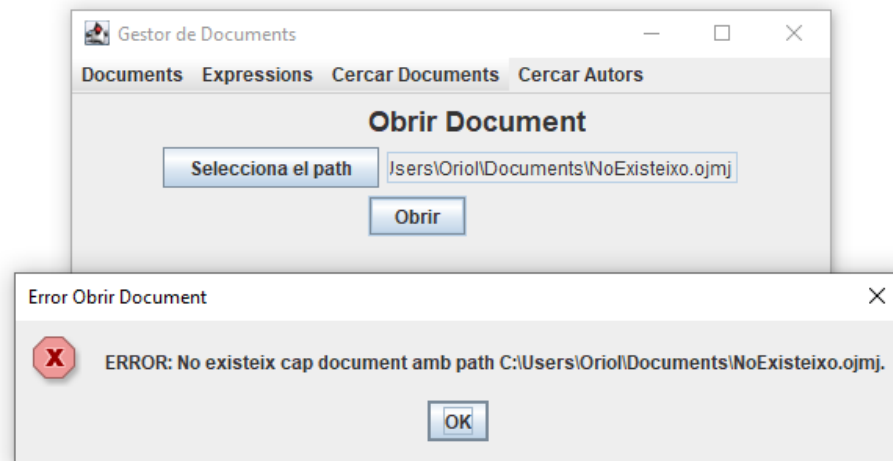 Gestor de Documents
Documents Expressions Cercar Documents Cercar Autors
Obrir Document
Selecciona el path Jsers\Oriol\Documents\NoExisteixo.ojmj
Obrir
Error Obrir Document
X
ERROR: No existeix cap document amb path C:\Users\Oriol\Documents\NoExisteixo.ojmj.
OK